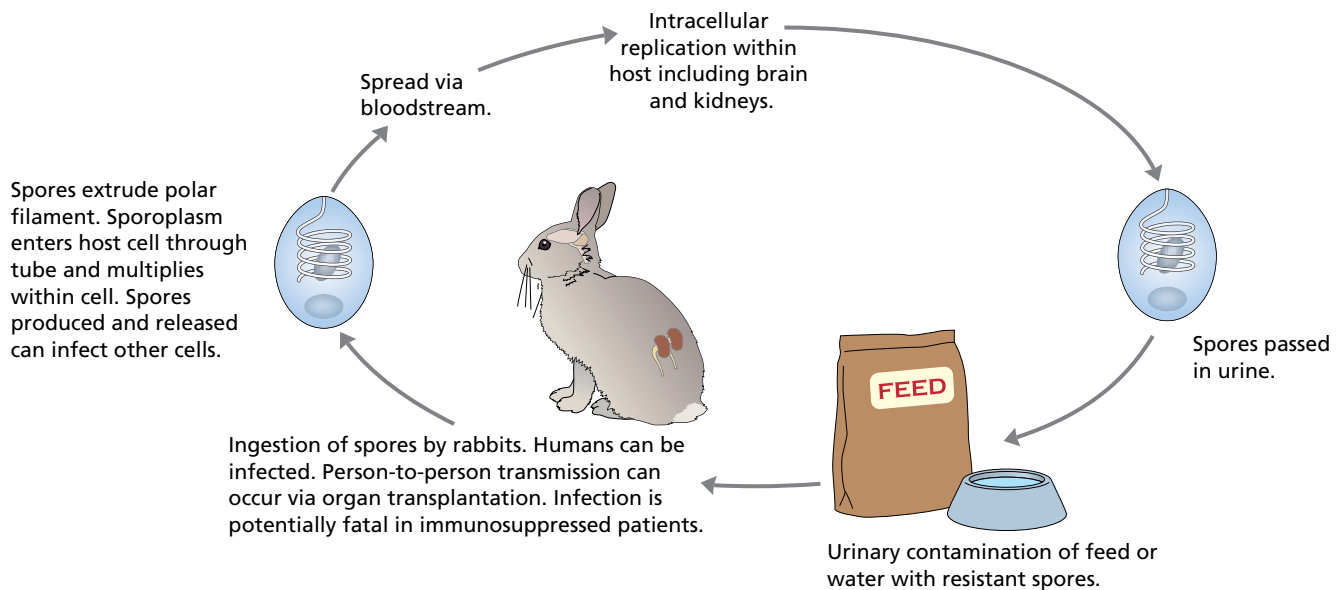 Intracellular
replication within
host including brain
and kidneys.
Spread via
bloodstream.
Spores extrude polar
filament. Sporoplasm
enters host cell through
tube and multiplies
within cell. Spores
produced and released
can infect other cells.
Spores passed
in urine.
FEED
Ingestion of spores by rabbits. Humans can be
infected. Person-to-person transmission can
occur via organ transplantation. Infection is
potentially fatal in immunosuppressed patients.
Urinary contamination of feed or
water with resistant spores.